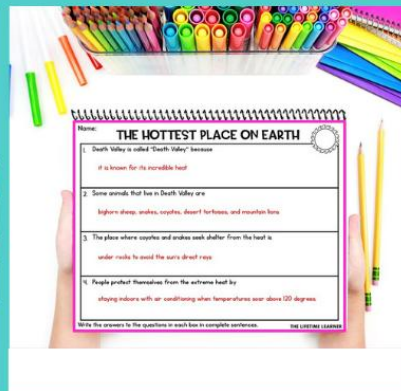 Name:
THE HOTTEST PLACE ON EARTH
1. Death Valley is called "Death Valley" because
it is known for its incredible heat
2. Some animals that live in Death Valley are
bighorn sheep, snakes, coyotes, desert tortoises, and mountain lions
3. The place where coyotes and snakes seek shelter from the heat is
under rocks to avoid the sun's direct rays
4. People protect themselves from the extreme heat by
staying indoors with air conditioning when temperatures soar above 120 degrees.
Write the answers to the questions in each box in complete sentences.
THE LIFETIME LEARNER